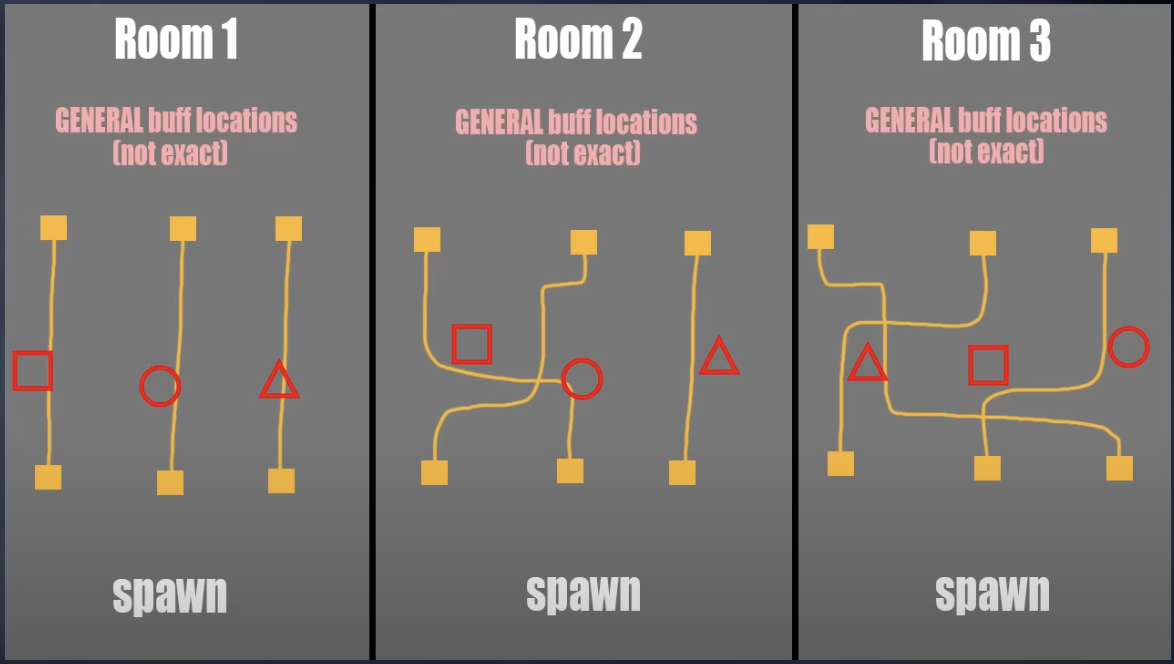 Room 1
GENERAL buff locations
(not exact)
spawn
Room 2
GENERAL buff locations
(not exact)
spawn
Room 3
GENERAL buff locations
(not exact)
spawn